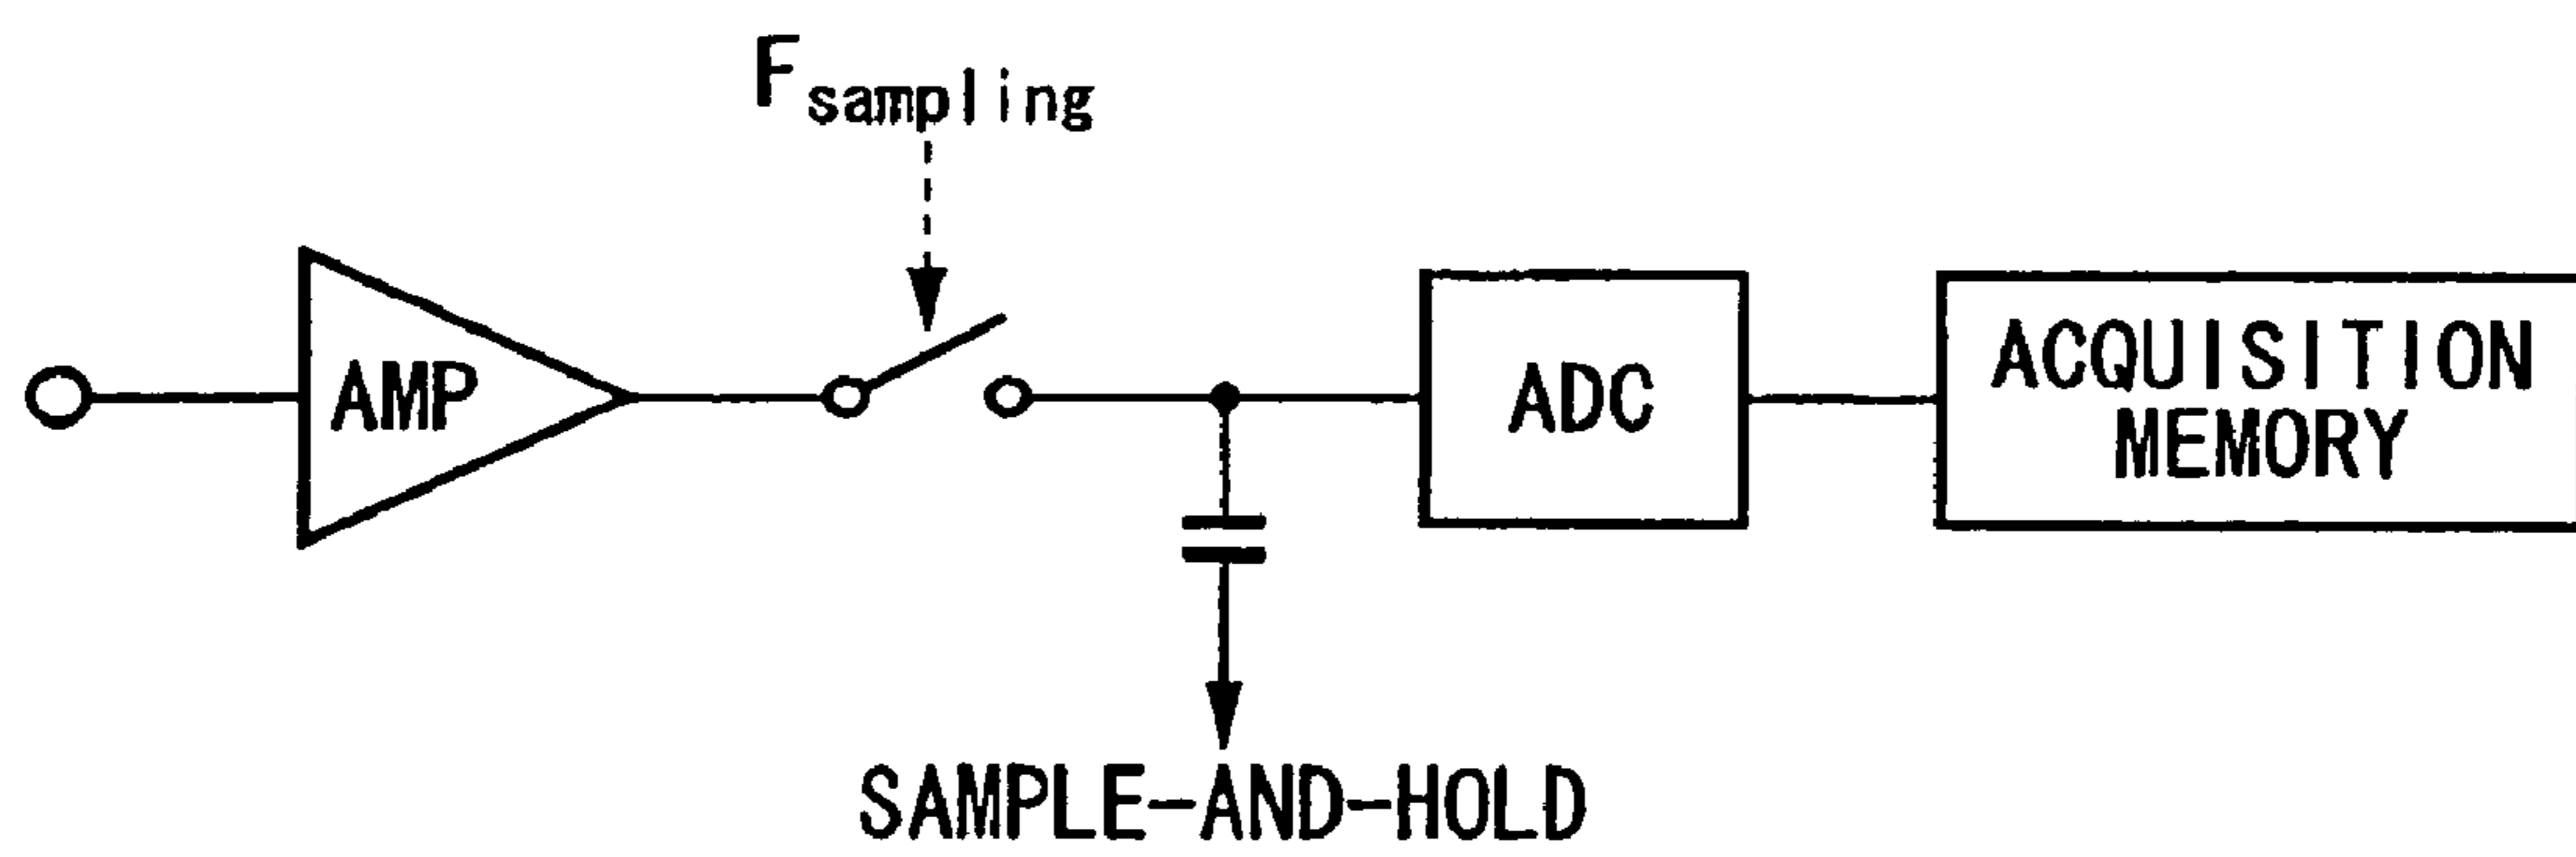 Fsampling
AMP
ADC
ACQUISITION
MEMORY
SAMPLE-AND-HOLD